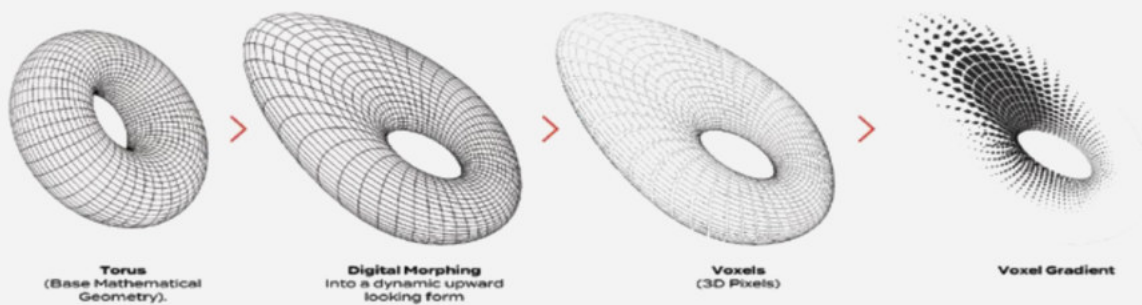 Torus
(Base Mathematical
Geometry).
Digital Morphing
Into a dynamic upward
looking form
Voxels
(3D Pixels)
Voxel Gradient